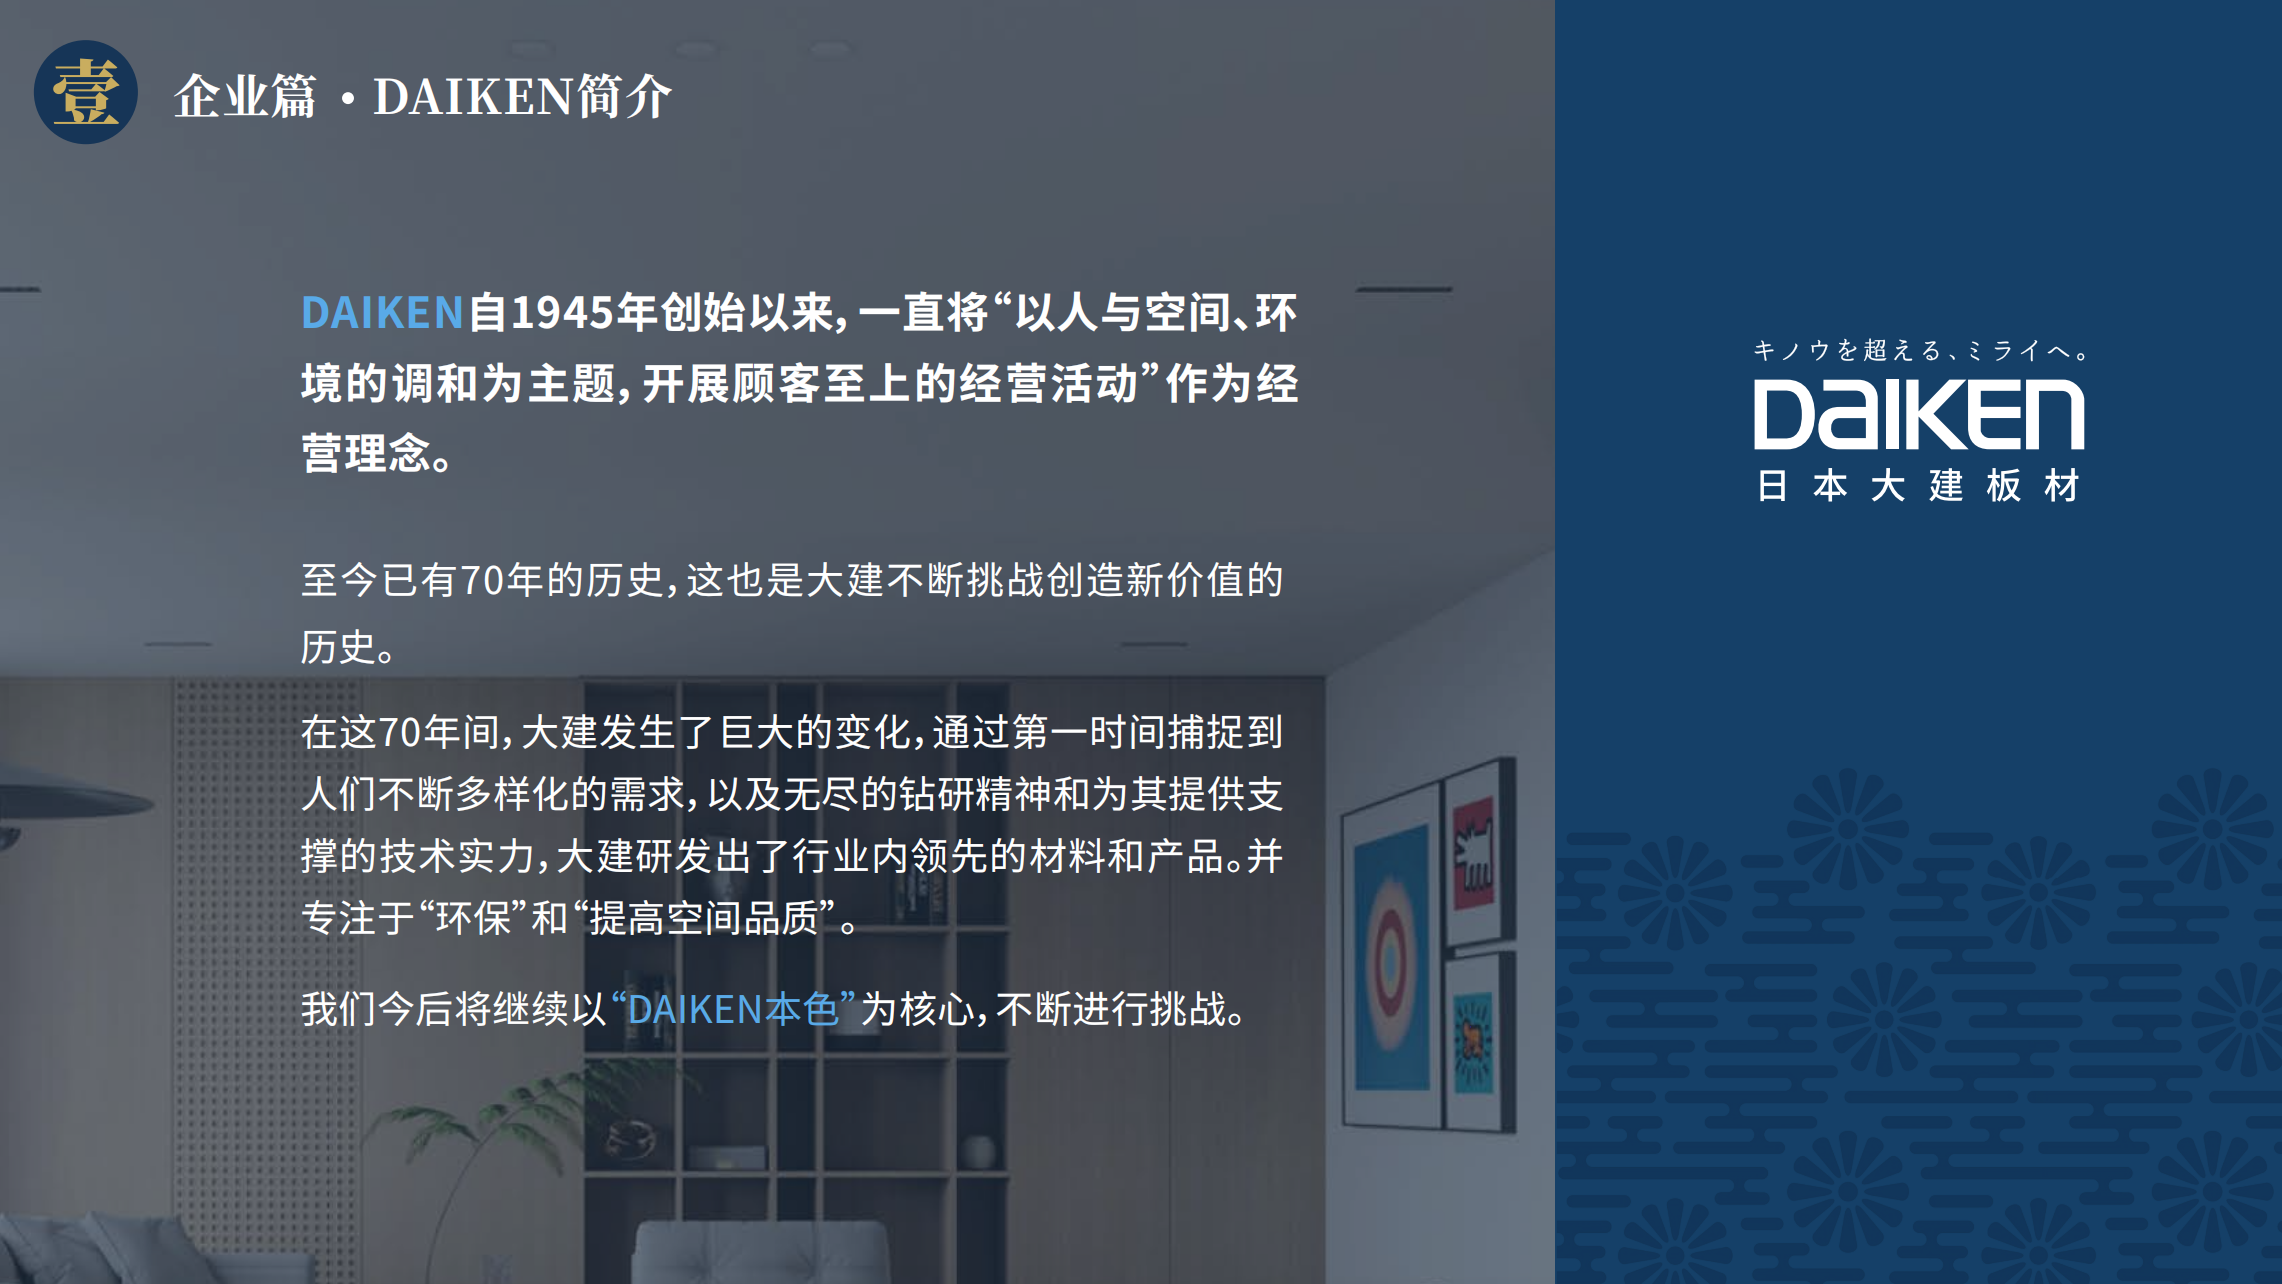 壹
企业篇 · DAIKEN简介
DAIKEN自1945年创始以来，一直将“以人与空间、环
境的调和为主题，开展顾客至上的经营活动”作为经
营理念。
至今已有70年的历史，这也是大建不断挑战创造新价值的
历史。
在这70年间，大建发生了巨大的变化，通过第一时间捕捉到
人们不断多样化的需求，以及无尽的钻研精神和为其提供支
撑的技术实力，大建研发出了行业内领先的材料和产品。并
专注于“环保”和“提高空间品质”。
我们今后将继续以“DAIKEN本色”为核心，不断进行挑战。
キノウを超える、ミライへ。
DAIKEN
日本大建板材